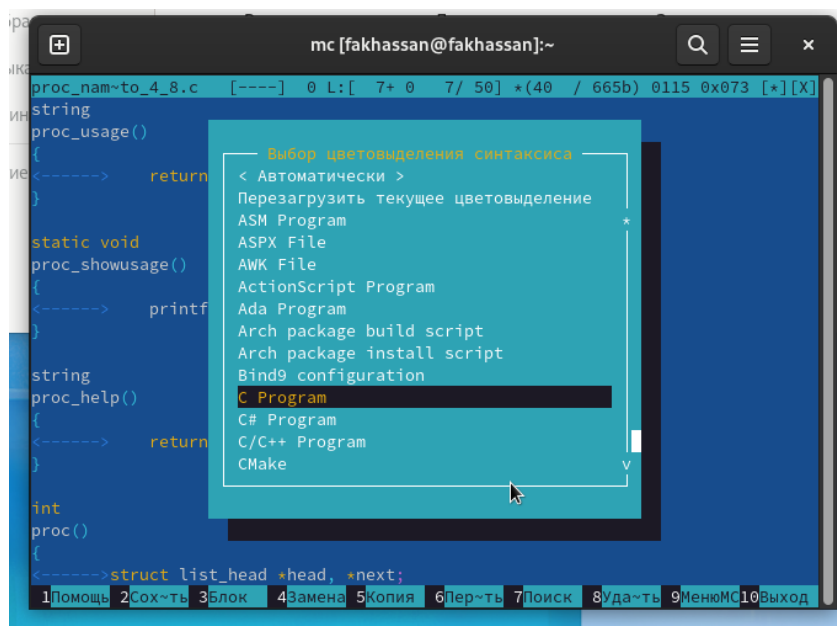 mc [fakhassan@fakhassan]:~
proc_nam~to_4_8.c [----] 0 L:[ 7+ 0 7/ 50] *(40 / 665b) 0115 0x073 [*][X]
string
proc_usage()
{
<------> return
}
static void
proc_showusage()
{
<------> printf
}
string
proc_help()
{
<------> return
}
int
proc()
{
<------>struct list_head *head, *next;
Выбор цветовыделения синтаксиса
< Автоматически >
Перезагрузить текущее цветовыделение
ASM Program
ASPX File
AWK File
ActionScript Program
Ada Program
Arch package build script
Arch package install script
Bind9 configuration
C Program
C# Program
C/C++ Program
CMake
1Помощь 2Сох~ть 3Блок 4Замена 5Копия 6Пер~ть 7Поиск 8Уда~ть 9МенюМС 10Выход